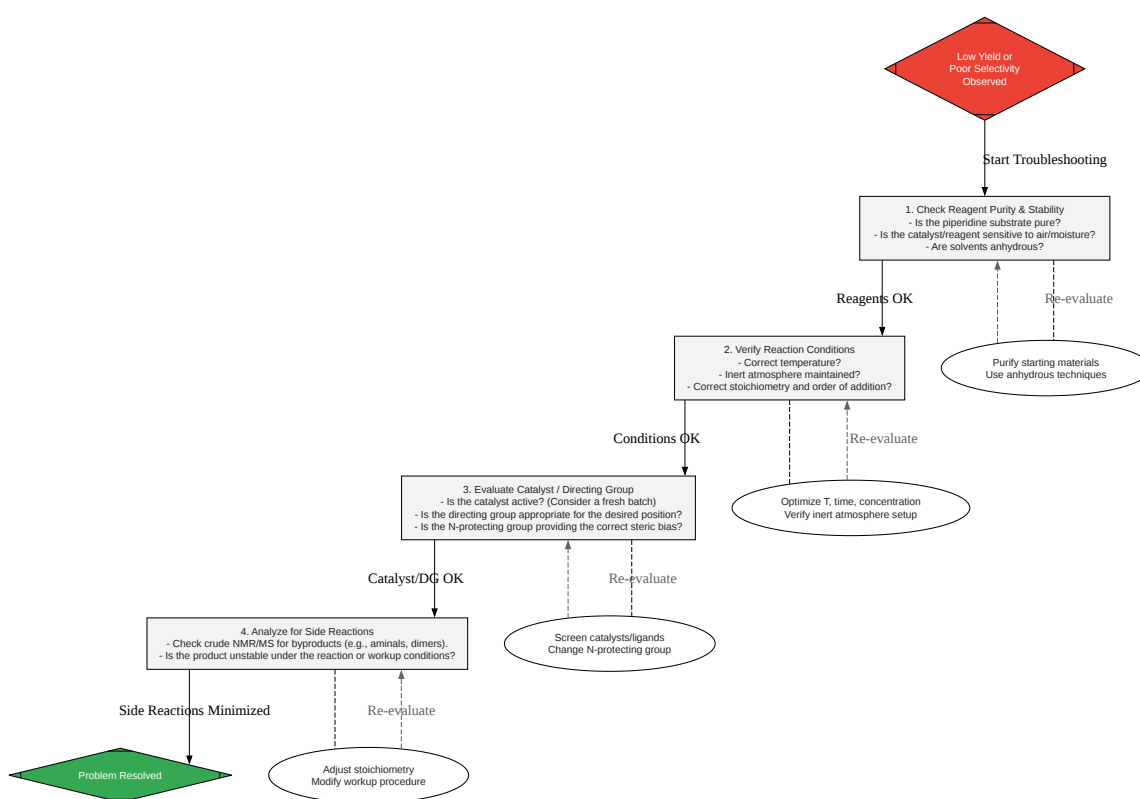 Low Yield or
Poor Selectivity
Observed
Start Troubleshooting
1. Check Reagent Purity & Stability
- Is the piperidine substrate pure?
- Is the catalyst/reagent sensitive to air/moisture?
- Are solvents anhydrous?
Reagents OK
Re-evaluate
2. Verify Reaction Conditions
- Correct temperature?
- Inert atmosphere maintained?
- Correct stoichiometry and order of addition?
Purify starting materials
Use anhydrous techniques
Conditions OK
Re-evaluate
3. Evaluate Catalyst / Directing Group
- Is the catalyst active? (Consider a fresh batch)
- Is the directing group appropriate for the desired position?
- Is the N-protecting group providing the correct steric bias?
Optimize T, time, concentration
Verify inert atmosphere setup
Catalyst/DG OK
Re-evaluate
4. Analyze for Side Reactions
- Check crude NMR/MS for byproducts (e.g., aminals, dimers).
- Is the product unstable under the reaction or workup conditions?
Screen catalysts/ligands
Change N-protecting group
Side Reactions Minimized
Re-evaluate
Problem Resolved
Adjust stoichiometry
Modify workup procedure